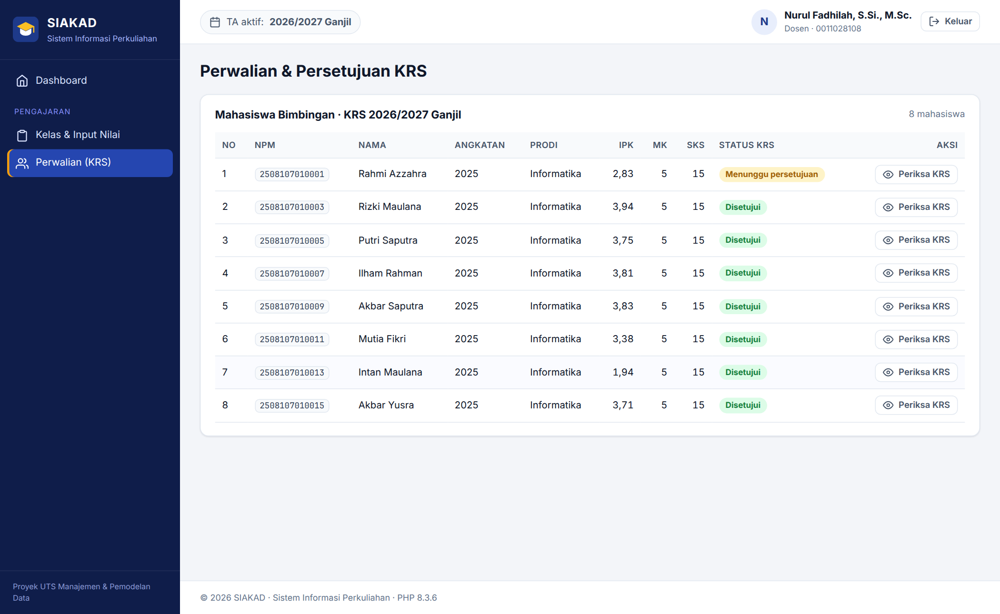 SIAKAD
Sistem Informasi Perkuliahan
Dashboard
PENGAJARAN
Kelas & Input Nilai
Perwalian (KRS)
Proyek UTS Manajemen & Pemodelan
Data
TA aktif: 2026/2027 Ganjil
N
Nurul Fadhilah, S.Si., M.Sc.
Dosen · 0011028108
Keluar
Perwalian & Persetujuan KRS
Mahasiswa Bimbingan · KRS 2026/2027 Ganjil
8 mahasiswa
NO NPM NAMA ANGKATAN PRODI IPK MK SKS STATUS KRS AKSI
1 2508107010001 Rahmi Azzahra 2025 Informatika 2,83 5 15 Menunggu persetujuan Periksa KRS
2 2508107010003 Rizki Maulana 2025 Informatika 3,94 5 15 Disetujui Periksa KRS
3 2508107010005 Putri Saputra 2025 Informatika 3,75 5 15 Disetujui Periksa KRS
4 2508107010007 Ilham Rahman 2025 Informatika 3,81 5 15 Disetujui Periksa KRS
5 2508107010009 Akbar Saputra 2025 Informatika 3,83 5 15 Disetujui Periksa KRS
6 2508107010011 Mutia Fikri 2025 Informatika 3,38 5 15 Disetujui Periksa KRS
7 2508107010013 Intan Maulana 2025 Informatika 1,94 5 15 Disetujui Periksa KRS
8 2508107010015 Akbar Yusra 2025 Informatika 3,71 5 15 Disetujui Periksa KRS
© 2026 SIAKAD · Sistem Informasi Perkuliahan · PHP 8.3.6